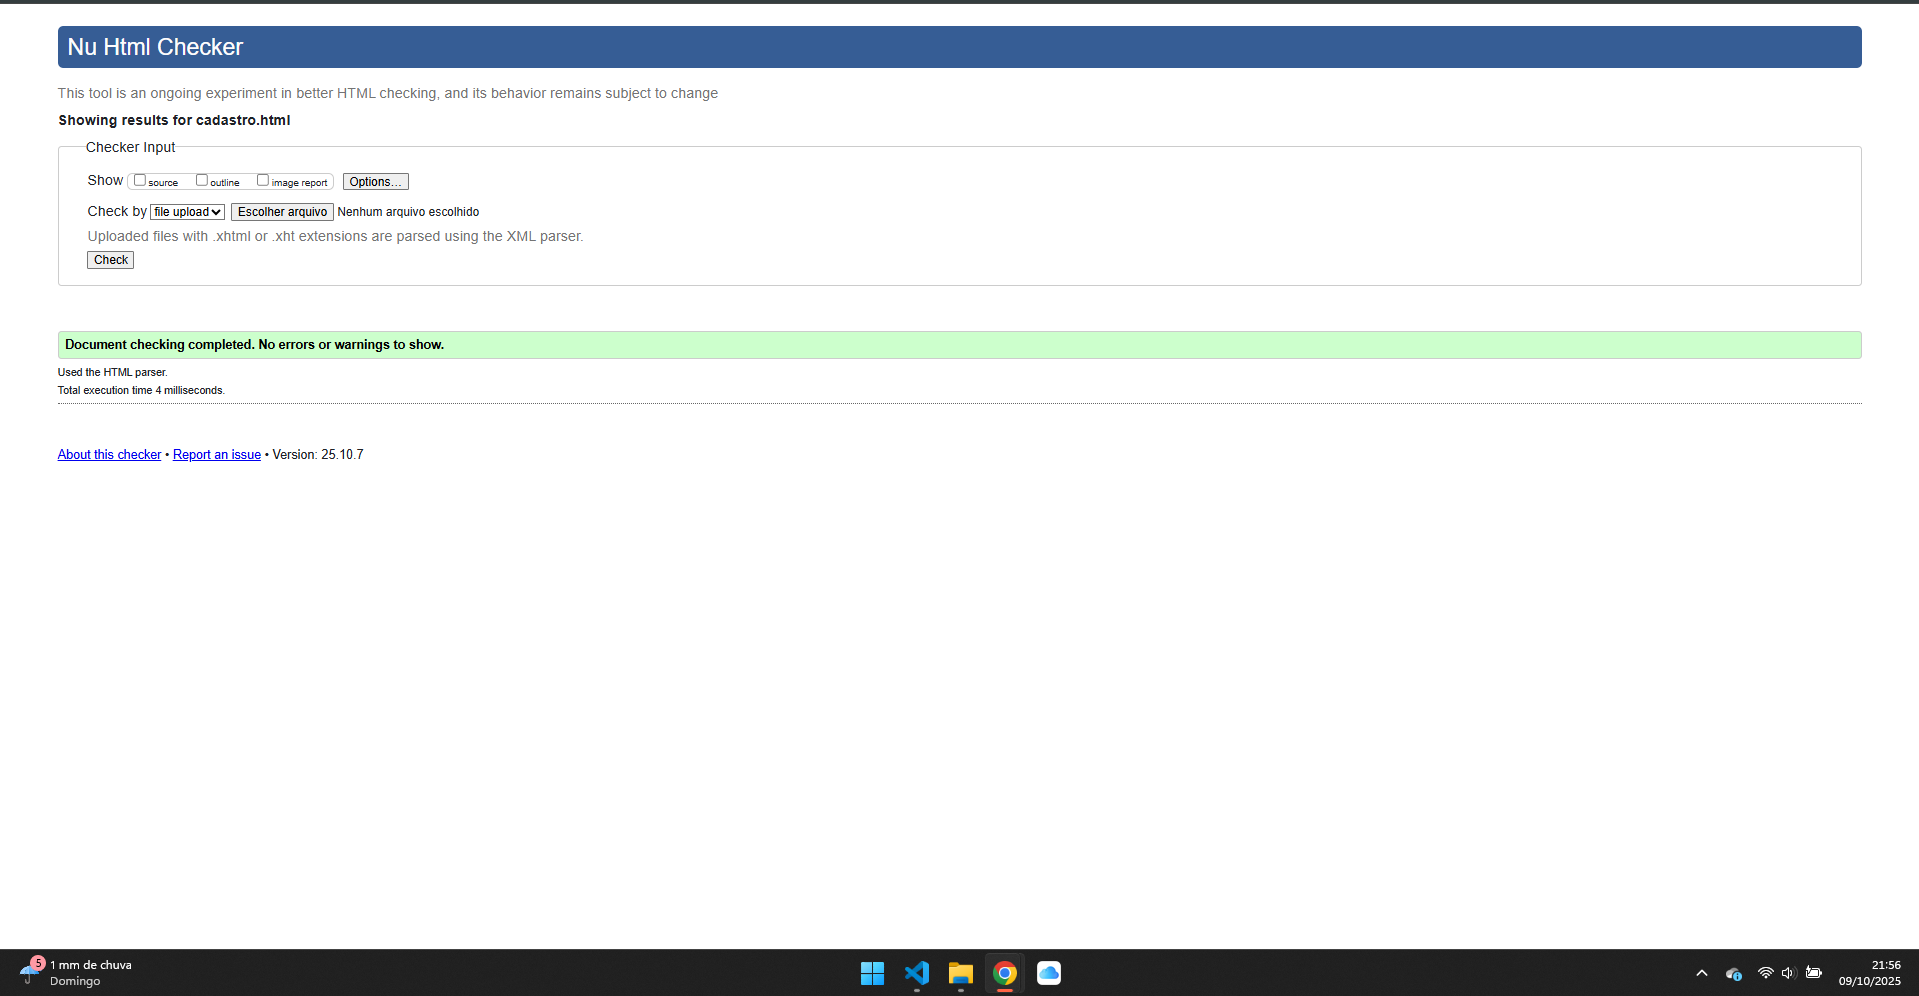 Nu Html Checker
This tool is an ongoing experiment in better HTML checking, and its behavior remains subject to change
Showing results for cadastro.html
Checker Input
Show source outline image report Options...
Check by file upload Escolher arquivo Nenhum arquivo escolhido
Uploaded files with .xhtml or .xht extensions are parsed using the XML parser.
Check
Document checking completed. No errors or warnings to show.
Used the HTML parser.
Total execution time 4 milliseconds.
About this checker • Report an issue • Version: 25.10.7
5 1 mm de chuva
Domingo
21:56
09/10/2025